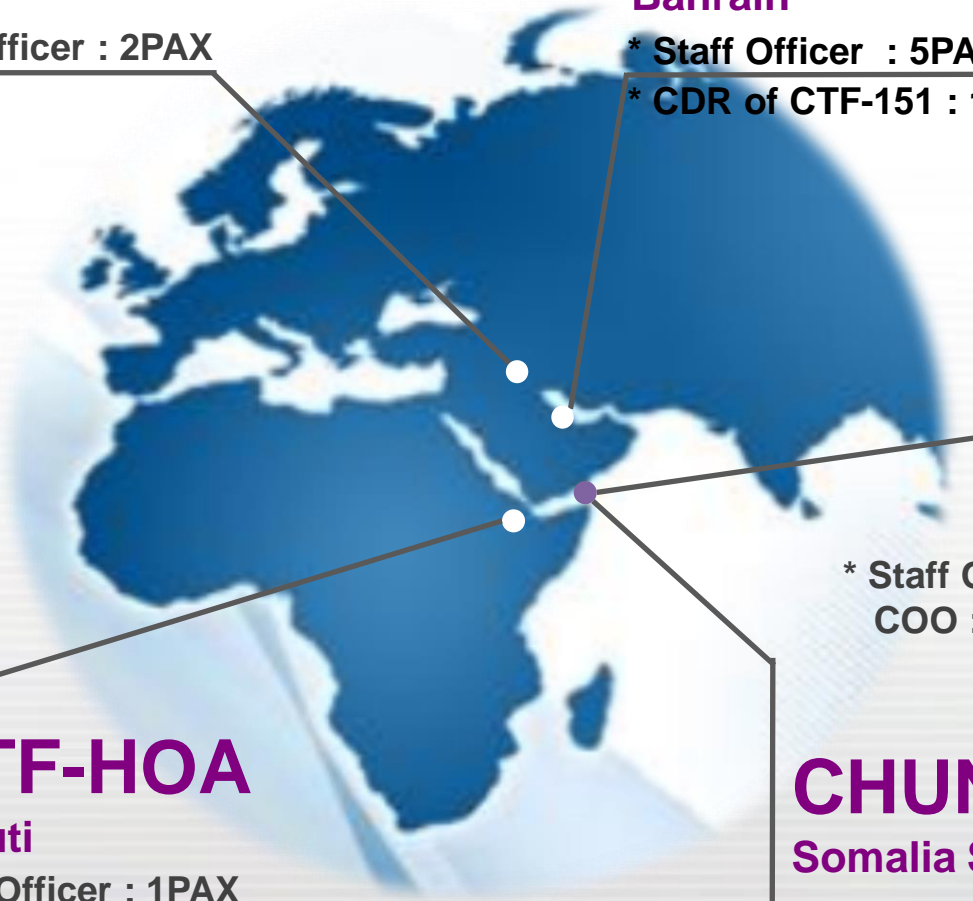 fficer : 2PAX
Bahrain
* Staff Officer : 5PA
* CDR of CTF-151 :
* Staff
COO :
TF-HOA
uti
Officer : 1PAX
CHUN
Somalia S